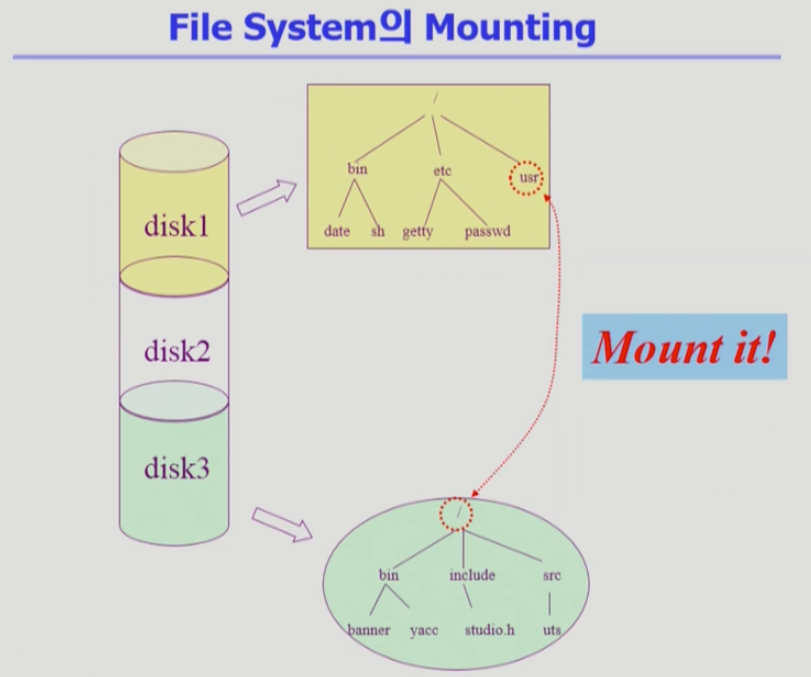 File System의 Mounting
/
bin etc usr
date sh getty passwd
disk1
disk2
disk3
Mount it!
/
bin include src
banner yacc studio.h uts